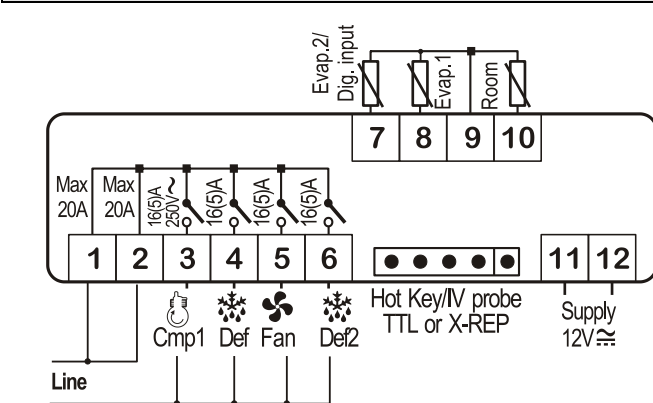 Evap.2/
Dig. input
Evap.1
Room
7 8 9 10
Max
20A
Max
20A
16(5)A
250V~
16(5)A
16(5)A
16(5)A
1 2 3 4 5 6
11 12
Cmp1 Def Fan Def2
Hot Key/IV probe
TTL or X-REP
Supply
12V≅
Line